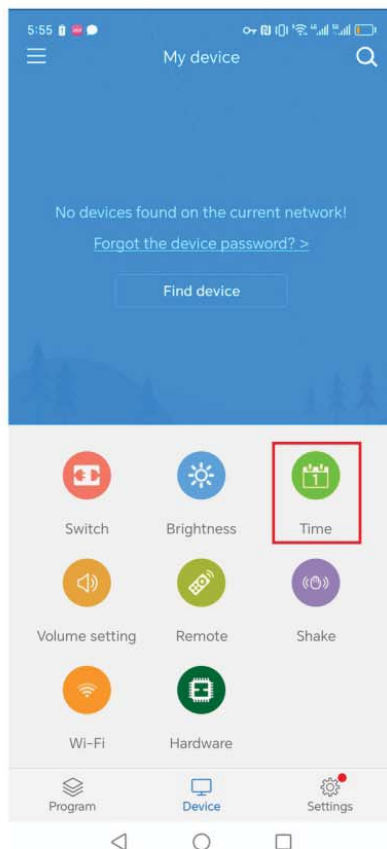 5:55
My device
No devices found on the current network!
Forgot the device password? >
Find device
1
Switch Brightness Time
Volume setting Remote Shake
Wi-Fi Hardware
Program Device Settings